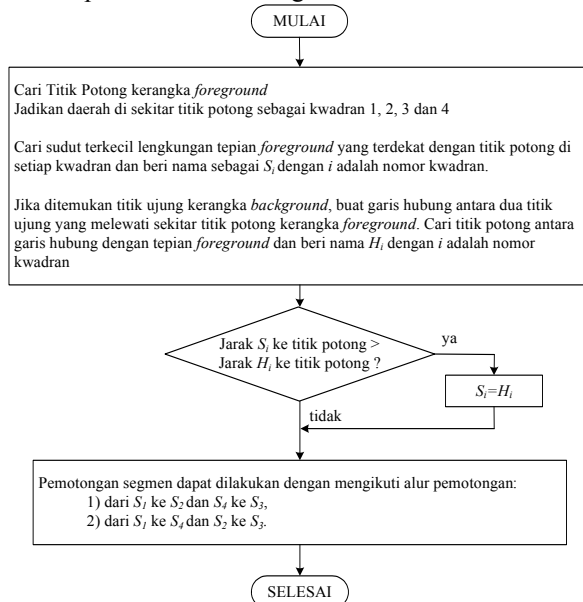 MULAI
Cari Titik Potong kerangka foreground
Jadikan daerah di sekitar titik potong sebagai kwadran 1, 2, 3 dan 4
Cari sudut terkecil lengkungan tepian foreground yang terdekat dengan titik potong di
setiap kwadran dan beri nama sebagai Si dengan i adalah nomor kwadran.
Jika ditemukan titik ujung kerangka background, buat garis hubung antara dua titik
ujung yang melewati sekitar titik potong kerangka foreground. Cari titik potong antara
garis hubung dengan tepian foreground dan beri nama Hi dengan i adalah nomor
kwadran
Jarak Si ke titik potong >
Jarak Hi ke titik potong ?
ya
Si=Hi
tidak
Pemotongan segmen dapat dilakukan dengan mengikuti alur pemotongan:
1) dari S1 ke S2 dan S4 ke S3,
2) dari S1 ke S4 dan S2 ke S3.
SELESAI